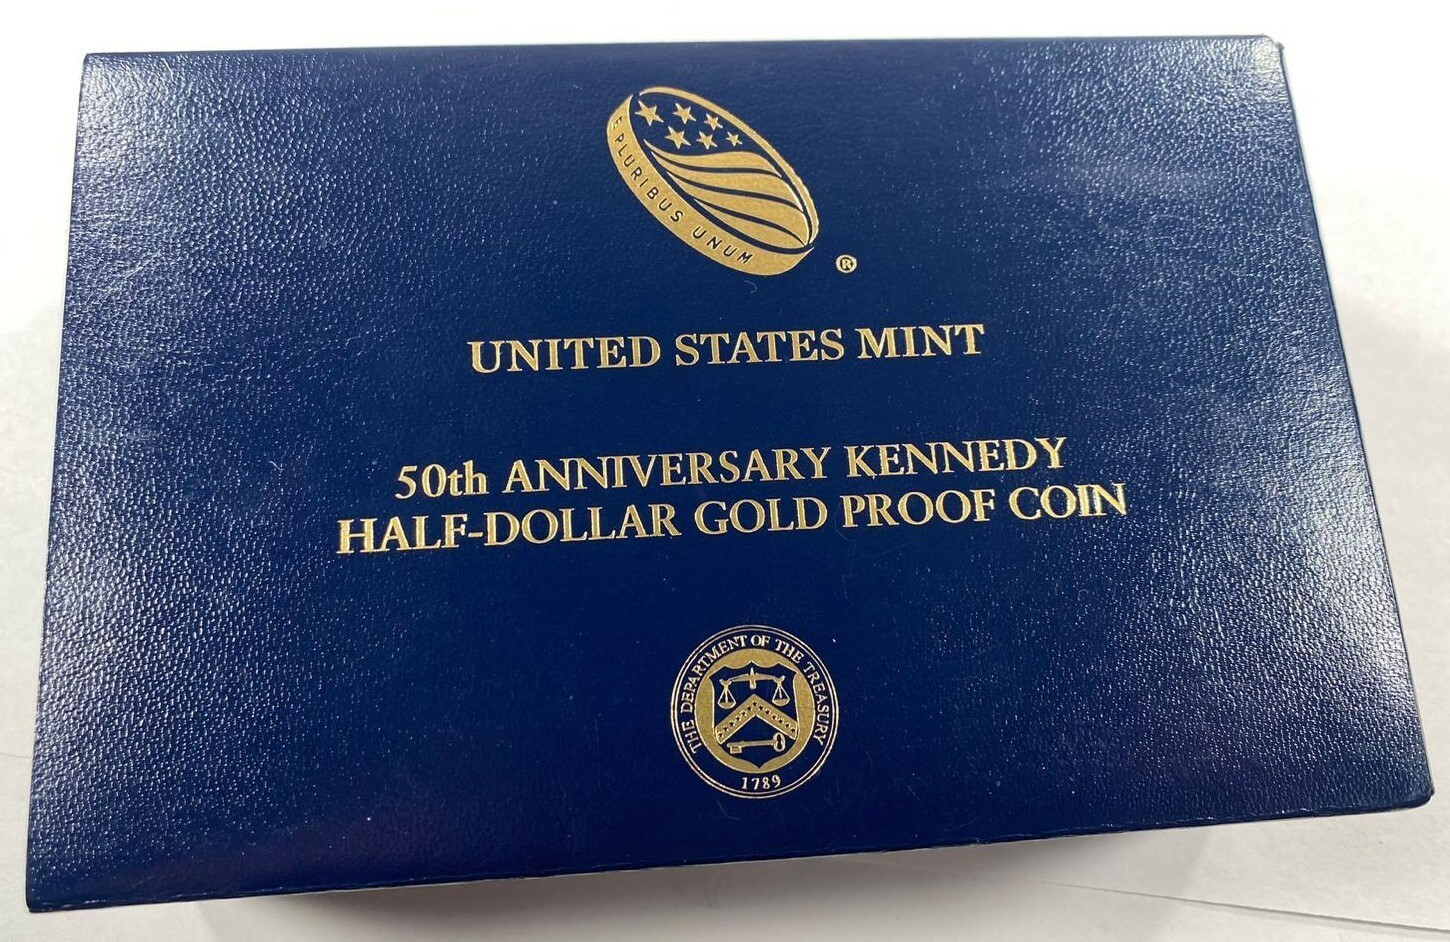 E PLURIBUS UNUM
®
UNITED STATES MINT
50th ANNIVERSARY KENNEDY
HALF-DOLLAR GOLD PROOF COIN
THE DEPARTMENT OF THE TREASURY
1789